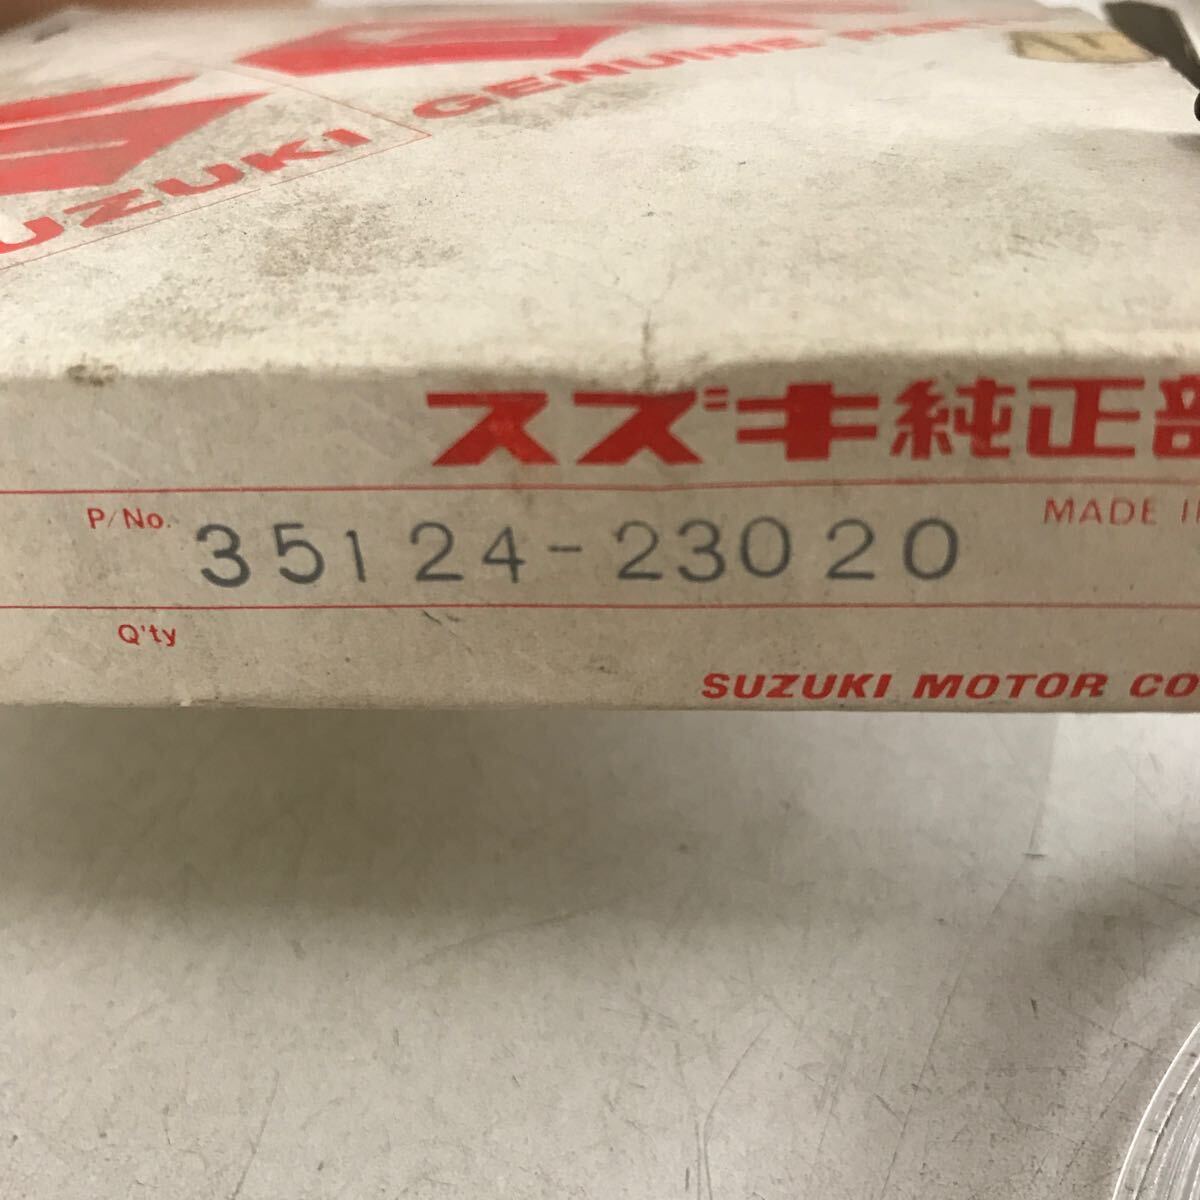 SUZUKI GENUINE
スズキ純正部
P/No. 35124-23020
MADE
Q'ty
SUZUKI MOTOR CO